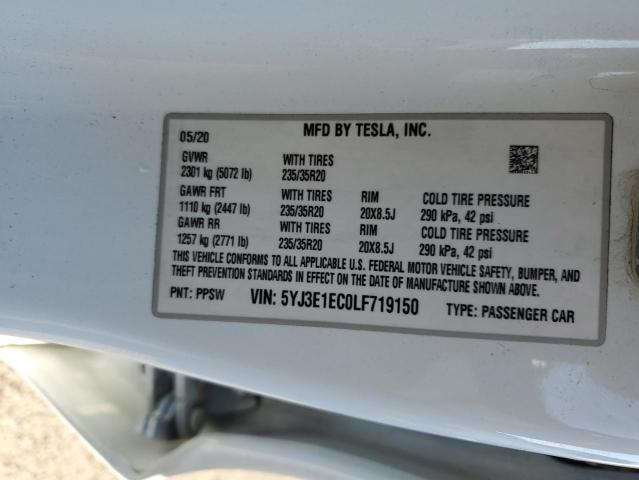 05/20 MFD BY TESLA, INC.
GVWR WITH TIRES
2301 kg (5072 lb) 235/35R20
GAWR FRT WITH TIRES RIM COLD TIRE PRESSURE
1110 kg (2447 lb) 235/35R20 20X8.5J 290 kPa, 42 psi
GAWR RR WITH TIRES RIM COLD TIRE PRESSURE
1257 kg (2771 lb) 235/35R20 20X8.5J 290 kPa, 42 psi
THIS VEHICLE CONFORMS TO ALL APPLICABLE U.S. FEDERAL MOTOR VEHICLE SAFETY, BUMPER, AND
THEFT PREVENTION STANDARDS IN EFFECT ON THE DATE OF MANUFACTURE SHOWN ABOVE.
PNT: PPSW VIN: 5YJ3E1EC0LF719150 TYPE: PASSENGER CAR